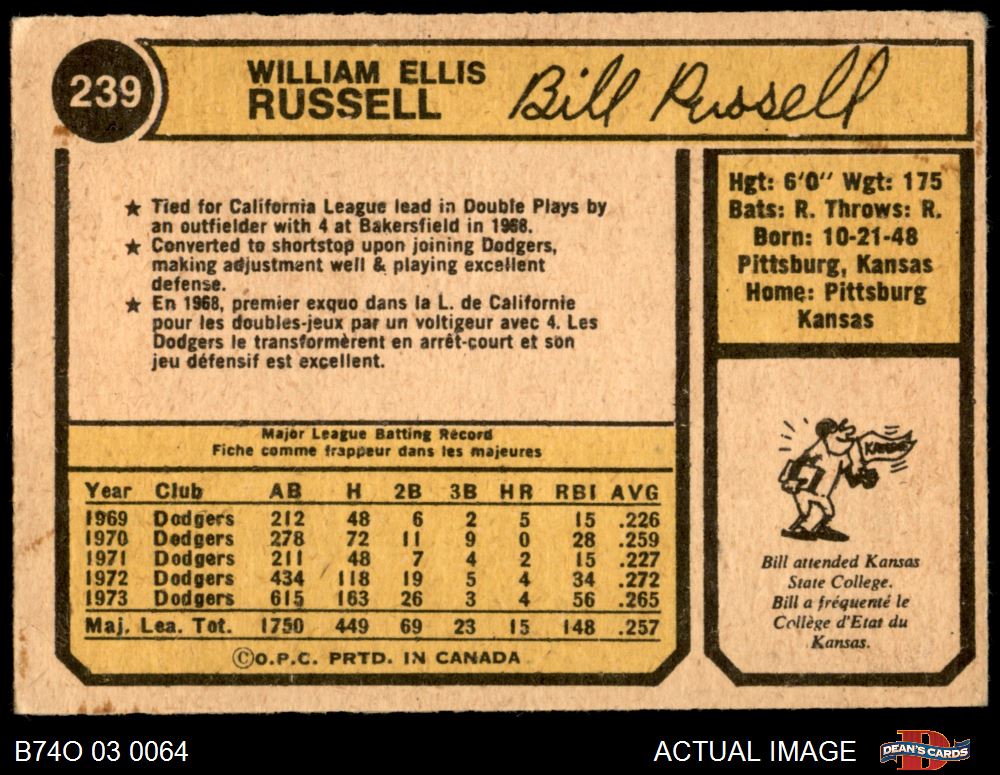 239
WILLIAM ELLIS
RUSSELL
Bill Russell
★ Tied for California League lead in Double Plays by
an outfielder with 4 at Bakersfield in 1968.
★ Converted to shortstop upon joining Dodgers,
making adjustment well & playing excellent
defense.
★ En 1968, premier exquo dans la L. de Californie
pour les doubles-jeux par un voltigeur avec 4. Les
Dodgers le transformèrent en arrêt-court et son
jeu défensif est excellent.
Hgt: 6'0" Wgt: 175
Bats: R. Throws: R.
Born: 10-21-48
Pittsburg, Kansas
Home: Pittsburg
Kansas
Major League Batting Record
Fiche comme frappeur dans les majeures
Year Club AB H 2B 3B HR RBI AVG
1969 Dodgers 212 48 6 2 5 15 .226
1970 Dodgers 278 72 11 9 0 28 .259
1971 Dodgers 211 48 7 4 2 15 .227
1972 Dodgers 434 118 19 5 4 34 .272
1973 Dodgers 615 163 26 3 4 56 .265
Maj. Lea. Tot. 1750 449 69 23 15 148 .257
©O.P.C. PRTD. IN CANADA
KANSAS
Bill attended Kansas
State College.
Bill a fréquenté le
Collège d'Etat du
Kansas.
B74O 03 0064
ACTUAL IMAGE
DEAN'S CARDS